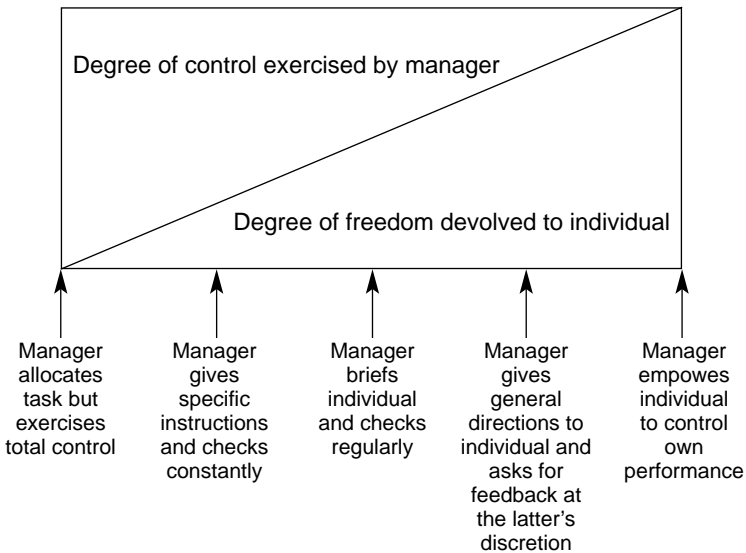 Degree of control exercised by manager
Degree of freedom devolved to individual
Manager
allocates
task but
exercises
total control
Manager
gives
specific
instructions
and checks
constantly
Manager
briefs
individual
and checks
regularly
Manager
gives
general
directions to
individual and
asks for
feedback at
the latter’s
discretion
Manager
empowes
individual
to control
own
performance